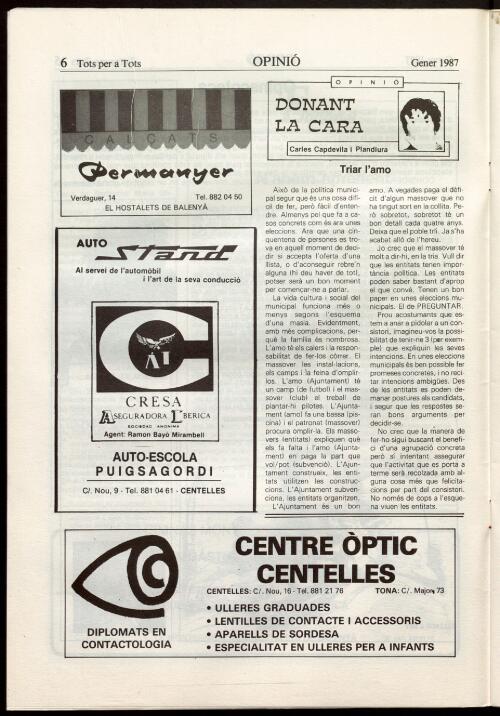 6 Tots per a Tots
OPINIÓ
Gener 1987
CALÇATS
Permanyer
Verdaguer, 14
Tel. 882 04 50
EL HOSTALETS DE BALENYÀ
AUTO
Stand
Al servei de l'automòbil
i l'art de la seva conducció
CRESA
ASEGURADORA IBERICA
SOCIEDAD ANONIMA
Agent: Ramon Bayó Mirambell
AUTO-ESCOLA
PUIGSAGORDI
C/. Nou, 9 - Tel. 881 04 61 - CENTELLES
OPINIÓ
DONANT
LA CARA
Carles Capdevila i Plandiura
Triar l'amo
Això de la política munici-
pal segur que és una cosa difí-
cil de fer, però fàcil d'enten-
dre. Almenys pel que fa a ca-
sos concrets com és ara unes
eleccions. Ara que una cin-
quentena de persones es tro-
va en aquell moment de deci-
dir si accepta l'oferta d'una
llista, o d'aconseguir robre'n
alguna (hi deu haver de tot),
potser serà un bon moment
per començar-ne a parlar.
La vida cultura i social del
municipal funciona més o
menys segons l'esquema
d'una masia. Evidentment,
amb més complicacions, per-
què la família és nombrosa.
L'amo té els calers i la respon-
sabilitat de fer-los córrer. El
massover les instal·lacions,
els camps i la feina d'omplir-
los. L'amo (Ajuntament) té
un camp (de futbol) i el mas-
sover (club) el treball de
plantar-hi pilotes. L'Ajunta-
ment (amo) fa una bassa (pis-
cina) i el patronat (massover)
procura omplir-la. Els masso-
vers (entitats) expliquen què
els fa falta i l'amo (Ajunta-
ment) en paga la part que
vol/pot (subvenció). L'Ajun-
tament construeix, les enti-
tats utilitzen les construc-
cions. L'Ajuntament subven-
ciona, les entitats organitzen.
L'Ajuntament és un bon
amo. A vegades paga el dèfi-
cit d'algun massover que no
ha tingut sort en la collita. Pe-
rò sobretot, sobretot té un
bon detall cada quatre anys.
Deixa que el poble triï. Ja s'ha
acabat allò de l'hereu.
Jo crec que el massover té
molt a dir-hi, en la tria. Vull dir
que les entitats tenen impor-
tància política. Les entitats
poden saber bastant d'aprop
el que convé. Tenen un bon
paper en unes eleccions mu-
nicipals. El de PREGUNTAR.
Prou acostumants que es-
tem a anar a pidolar a un con-
sistori, imagineu-vos la possi-
bilitat de tenir-ne 3 (per exem-
ple) que expliquin les seves
intencions. En unes eleccions
municipals és ben possible fer
promeses concretes, i no reci-
tar intencions ambigües. Des
de les entitats es poden de-
manar postures als candidats,
i segur que les respostes se-
ran bons arguments per
decidir-se.
No crec que la manera de
fer-ho sigui buscant el benefi-
ci d'una agrupació concreta
però si intentant assegurar
que l'activitat que es porta a
terme serà recolzada amb al-
guna cosa més que felicita-
cions per part del consistori.
No només de cops a l'esque-
na viuen les entitats.
DIPLOMATS EN
CONTACTOLOGIA
CENTRE ÒPTIC
CENTELLES
CENTELLES: C/. Nou, 16 - Tel. 881 21 76
TONA: C/. Major, 73
• ULLERES GRADUADES
• LENTILLES DE CONTACTE I ACCESSORIS
• APARELLS DE SORDESA
• ESPECIALITAT EN ULLERES PER A INFANTS